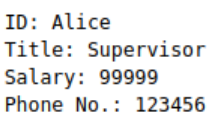 ID: Alice
Title: Supervisor
Salary: 99999
Phone No.: 123456